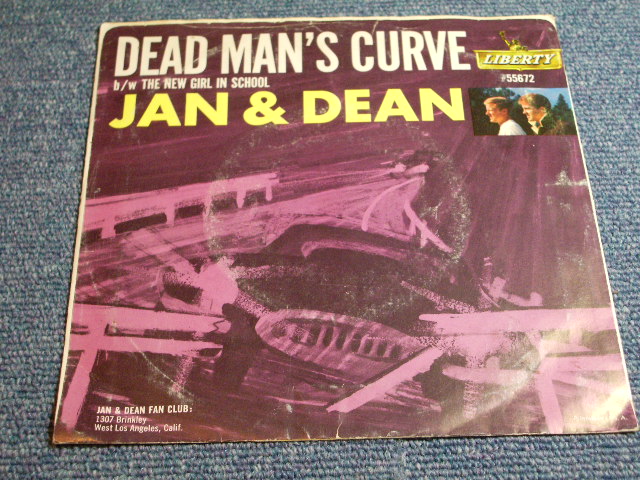 DEAD MAN'S CURVE
b/w THE NEW GIRL IN SCHOOL
JAN & DEAN
LIBERTY
#55672
JAN & DEAN FAN CLUB:
1307 Brinkley
West Los Angeles, Calif.